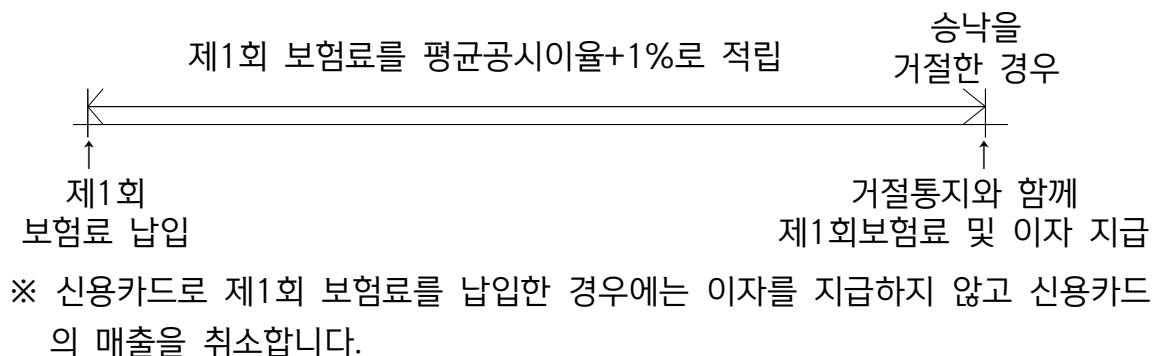 승낙을
제1회 보험료를 평균공시이율+1%로 적립
거절한 경우
제1회
보험료 납입
거절통지와 함께
제1회보험료 및 이자 지급
※ 신용카드로 제1회 보험료를 납입한 경우에는 이자를 지급하지 않고 신용카드
의 매출을 취소합니다.